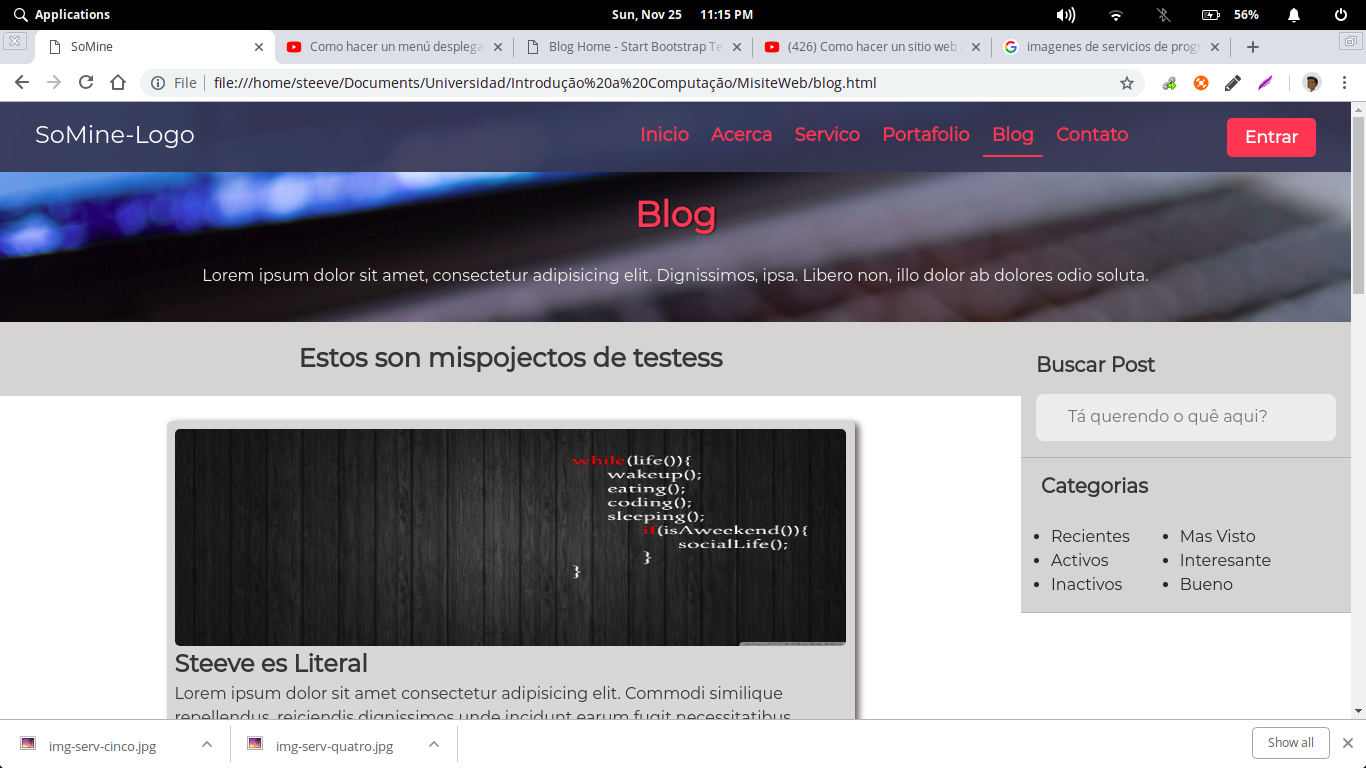 Applications
Sun, Nov 25 11:15 PM
56%
SoMine
Como hacer un menú desplega
Blog Home - Start Bootstrap Te
(426) Como hacer un sitio web
imagenes de servicios de progr
File
file:///home/steeve/Documents/Universidad/Introdução%20a%20Computação/MisiteWeb/blog.html
SoMine-Logo
Inicio Acerca Servico Portafolio Blog Contato
Entrar
Blog
Lorem ipsum dolor sit amet, consectetur adipisicing elit. Dignissimos, ipsa. Libero non, illo dolor ab dolores odio soluta.
Estos son mispojectos de testess
while(life()){
wakeup();
eating();
coding();
sleeping();
if(isAweekend()){
socialLife();
}
}
Steeve es Literal
Lorem ipsum dolor sit amet consectetur adipisicing elit. Commodi similique
repellendus, reiciendis dignissimos unde incidunt earum fugit necessitatibus
Buscar Post
Tá querendo o quê aqui?
Categorias
Recientes
Activos
Inactivos
Mas Visto
Interesante
Bueno
img-serv-cinco.jpg
img-serv-quatro.jpg
Show all